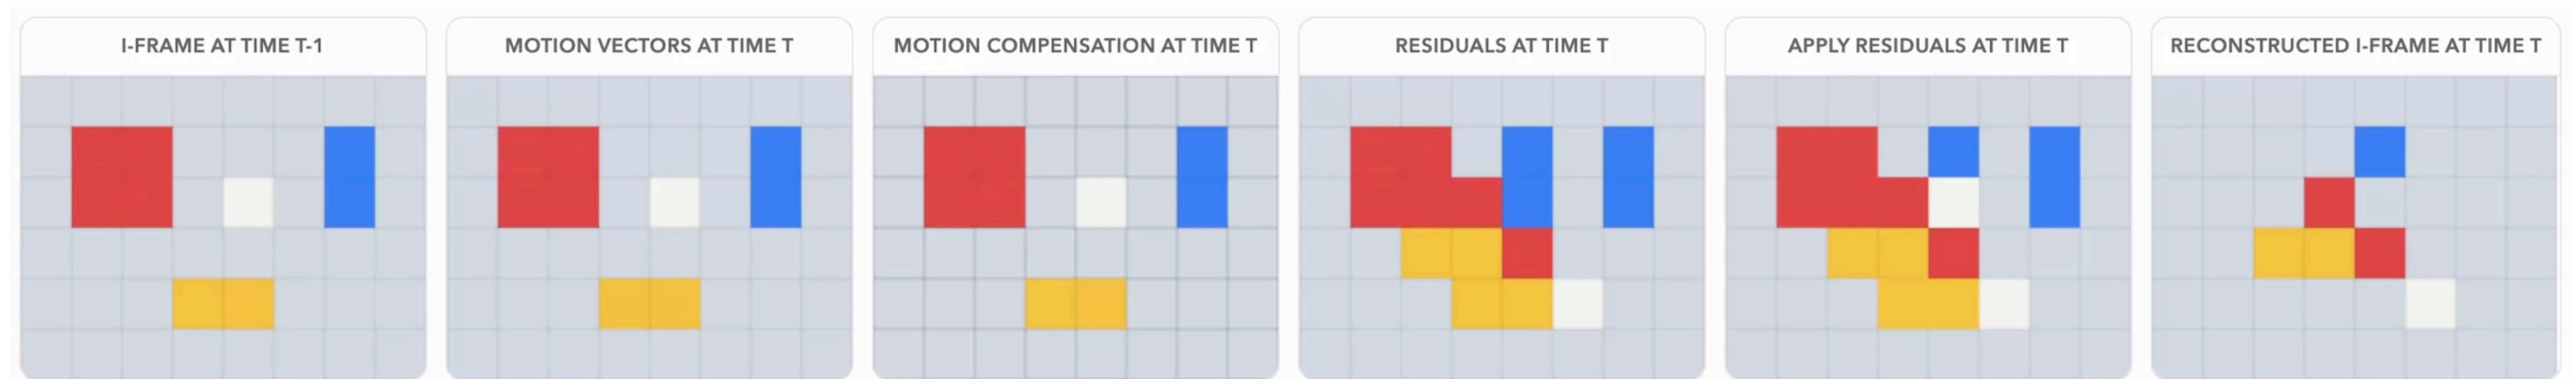 I-FRAME AT TIME T-1
MOTION VECTORS AT TIME T
MOTION COMPENSATION AT TIME T
RESIDUALS AT TIME T
APPLY RESIDUALS AT TIME T
RECONSTRUCTED I-FRAME AT TIME T